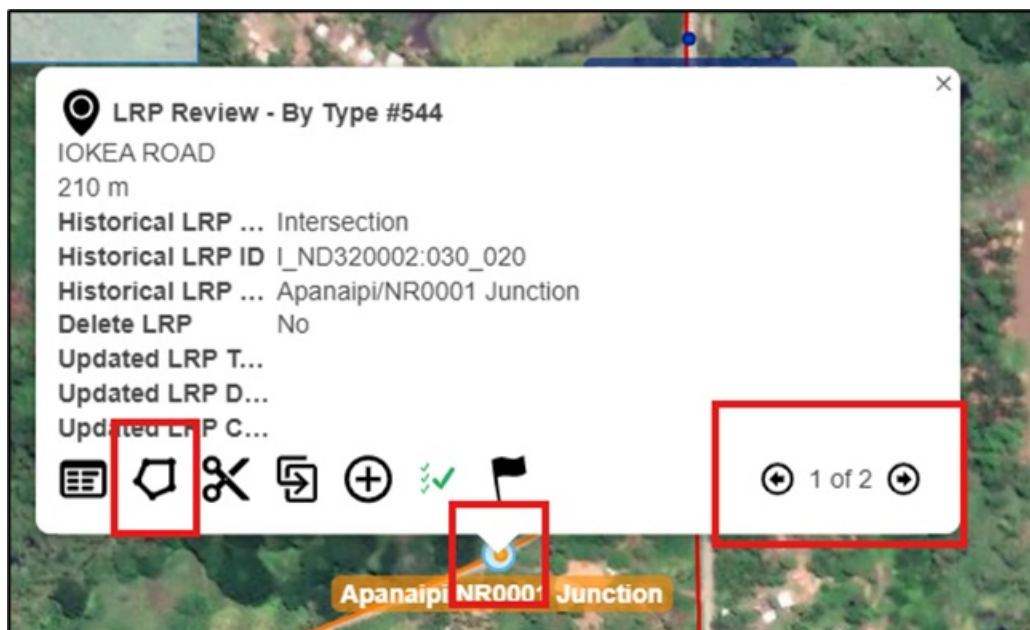 LRP Review - By Type #544
IOKEA ROAD
210 m
Historical LRP ... Intersection
Historical LRP ID I_ND320002:030_020
Historical LRP ... Apanaipi/NR0001 Junction
Delete LRP No
Updated LRP T...
Updated LRP D...
Updated LRP C...
1 of 2
Apanaipi/NR0001 Junction